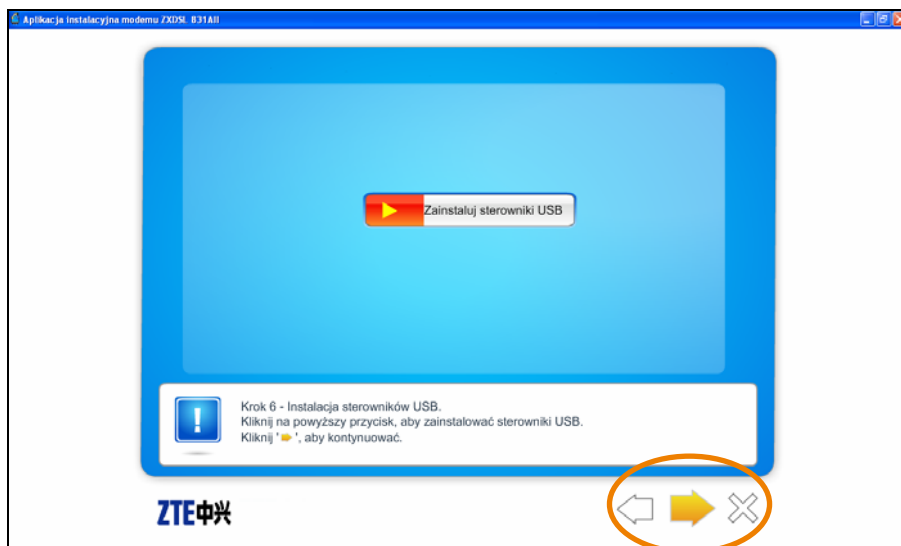 Aplikacja instalacyjna modemu ZXDSL 831AII
Zainstaluj sterowniki USB
Krok 6 - Instalacja sterowników USB.
Kliknij na powyższy przycisk, aby zainstalować sterowniki USB.
Kliknij ' ', aby kontynuować.
ZTE中兴